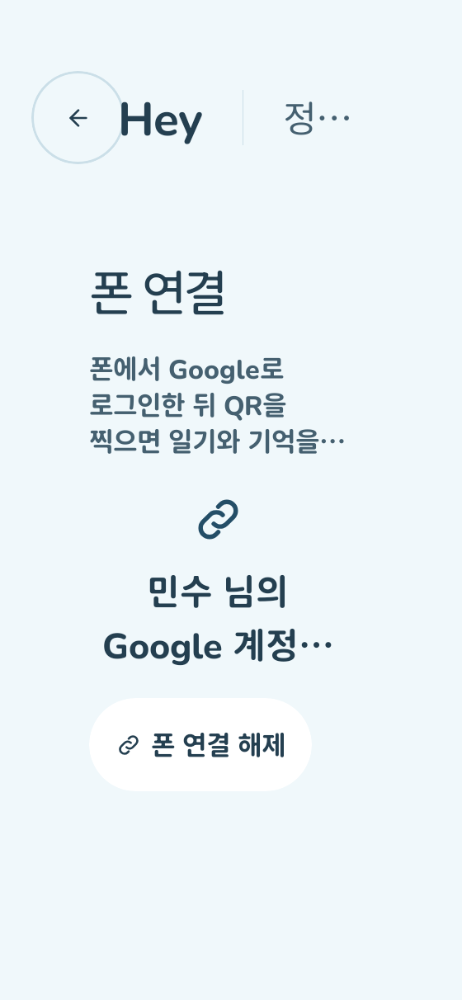 Hey
정…
폰 연결
폰에서 Google로
로그인한 뒤 QR을
찍으면 일기와 기억을…
민수 님의
Google 계정…
폰 연결 해제